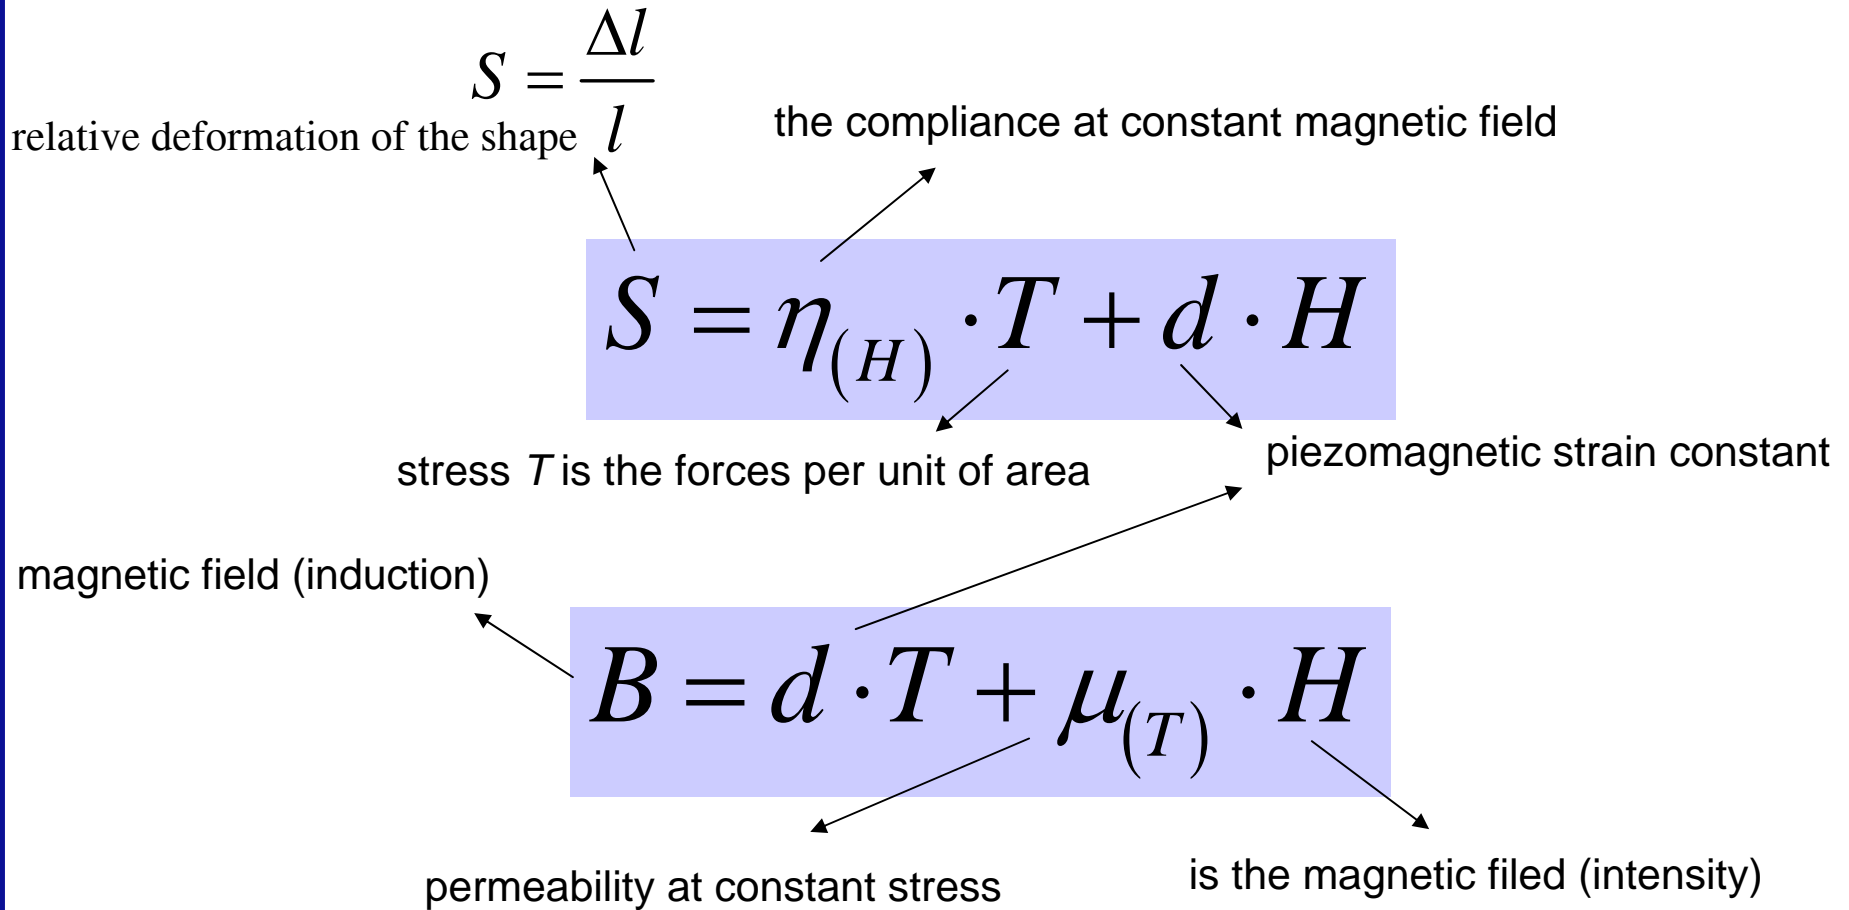 S = Δl / l
relative deformation of the shape
the compliance at constant magnetic field
S = η(H) · T + d · H
stress T is the forces per unit of area
piezomagnetic strain constant
magnetic field (induction)
B = d · T + μ(T) · H
permeability at constant stress
is the magnetic filed (intensity)